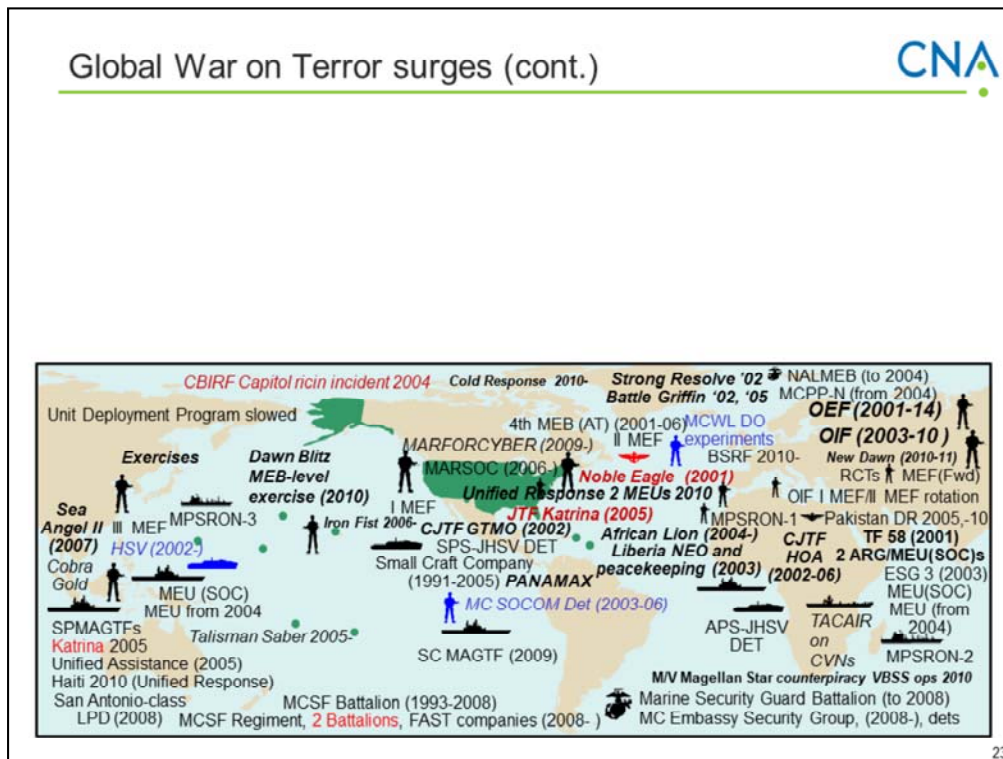 Global War on Terror surges (cont.)
CNA
CBIRF Capitol ricin incident 2004
Cold Response 2010-
Strong Resolve '02
Battle Griffin '02, '05
NALMEB (to 2004)
MCPP-N (from 2004)
Unit Deployment Program slowed
4th MEB (AT) (2001-06)
II MEF
MCWL DO
experiments
OEF (2001-14)
OIF (2003-10)
New Dawn (2010-11)
Exercises
Dawn Blitz
MEB-level
exercise (2010)
MARFORCYBER (2009-)
MARSOC (2006-)
BSRF 2010-
RCTs
MEF(Fwd)
Noble Eagle (2001)
Unified Response 2 MEUs 2010
OIF I MEF/II MEF rotation
Sea
Angel II
(2007)
III MEF
MPSRON-3
Iron Fist 2006-
I MEF
CJTF GTMO (2002)
JTF Katrina (2005)
MPSRON-1
Pakistan DR 2005,-10
HSV (2002-)
SPS-JHSV DET
African Lion (2004-)
Liberia NEO and
peacekeeping (2003)
CJTF
HOA
(2002-06)
TF 58 (2001)
2 ARG/MEU(SOC)s
Cobra
Gold
Small Craft Company
(1991-2005)
PANAMAX
ESG 3 (2003)
MEU(SOC)
MEU (from
2004)
MEU (SOC)
MEU from 2004
MC SOCOM Det (2003-06)
SPMAGTFs
Katrina 2005
Unified Assistance (2005)
Haiti 2010 (Unified Response)
San Antonio-class
LPD (2008)
Talisman Saber 2005-
SC MAGTF (2009)
APS-JHSV
DET
TACAIR
on
CVNs
MPSRON-2
M/V Magellan Star counterpiracy VBSS ops 2010
MCSF Battalion (1993-2008)
MCSF Regiment, 2 Battalions, FAST companies (2008- )
Marine Security Guard Battalion (to 2008)
MC Embassy Security Group, (2008-), dets
23